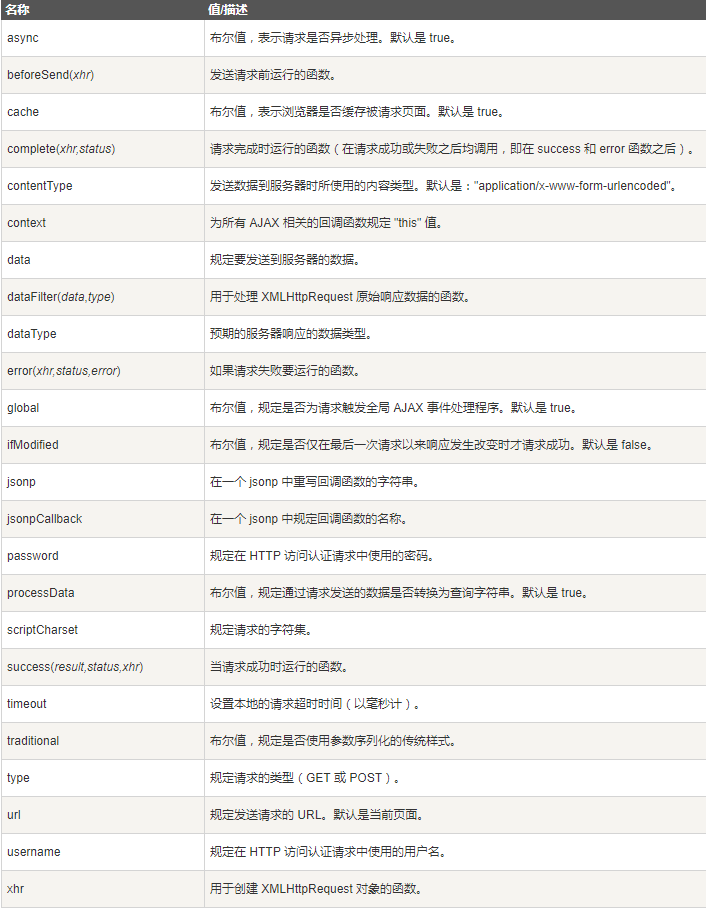 名称 值/描述
async 布尔值，表示请求是否异步处理。默认是 true。
beforeSend(xhr) 发送请求前运行的函数。
cache 布尔值，表示浏览器是否缓存被请求页面。默认是 true。
complete(xhr,status) 请求完成时运行的函数（在请求成功或失败之后均调用，即在 success 和 error 函数之后）。
contentType 发送数据到服务器时所使用的内容类型。默认是："application/x-www-form-urlencoded"。
context 为所有 AJAX 相关的回调函数规定 "this" 值。
data 规定要发送到服务器的数据。
dataFilter(data,type) 用于处理 XMLHttpRequest 原始响应数据的函数。
dataType 预期的服务器响应的数据类型。
error(xhr,status,error) 如果请求失败要运行的函数。
global 布尔值，规定是否为请求触发全局 AJAX 事件处理程序。默认是 true。
ifModified 布尔值，规定是否仅在最后一次请求以来响应发生改变时才请求成功。默认是 false。
jsonp 在一个 jsonp 中重写回调函数的字符串。
jsonpCallback 在一个 jsonp 中规定回调函数的名称。
password 规定在 HTTP 访问认证请求中使用的密码。
processData 布尔值，规定通过请求发送的数据是否转换为查询字符串。默认是 true。
scriptCharset 规定请求的字符集。
success(result,status,xhr) 当请求成功时运行的函数。
timeout 设置本地的请求超时时间（以毫秒计）。
traditional 布尔值，规定是否使用参数序列化的传统样式。
type 规定请求的类型（GET 或 POST）。
url 规定发送请求的 URL。默认是当前页面。
username 规定在 HTTP 访问认证请求中使用的用户名。
xhr 用于创建 XMLHttpRequest 对象的函数。